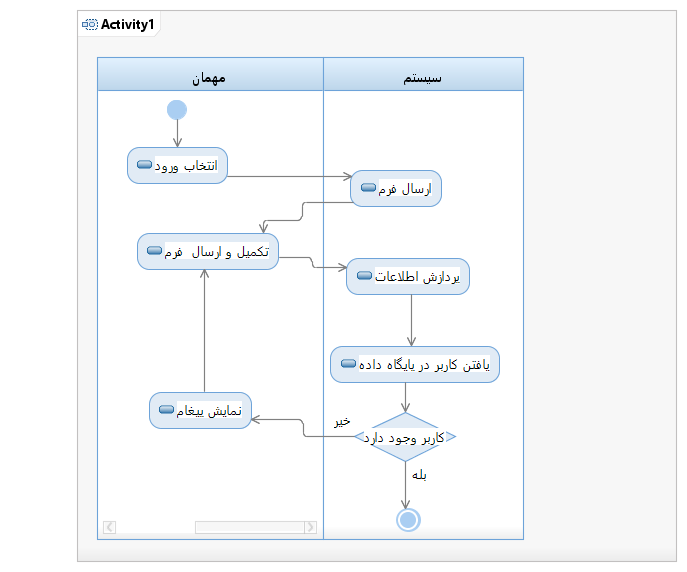 Activity1
مهمان
سیستم
انتخاب ورود
ارسال فرم
تکمیل و ارسال فرم
پردازش اطلاعات
یافتن کاربر در پایگاه داده
نمایش پیغام
خیر
کاربر وجود دارد
بله